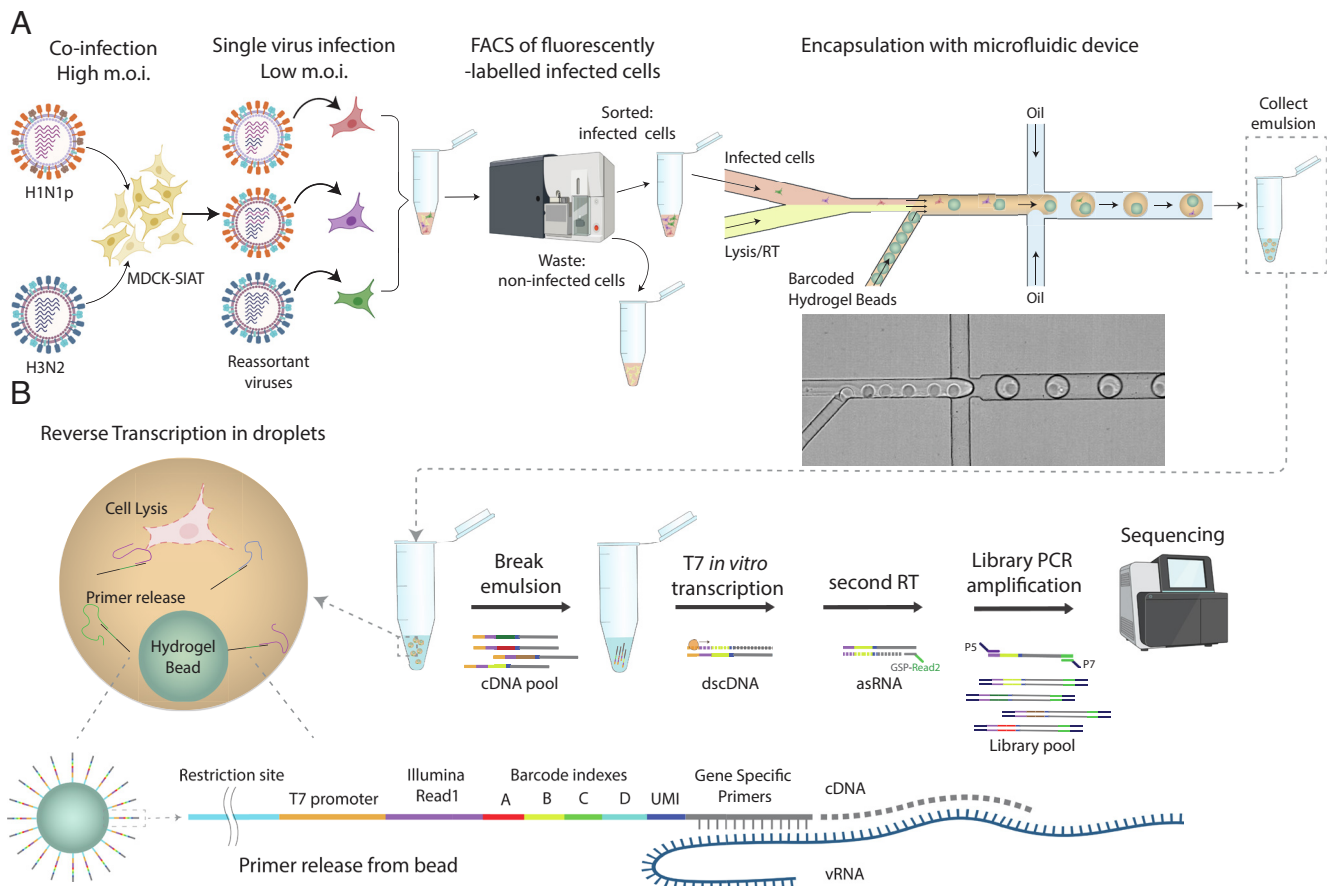 A
Co-infection
High m.o.i.
Single virus infection
Low m.o.i.
FACS of fluorescently
-labelled infected cells
Encapsulation with microfluidic device
H1N1p
H3N2
MDCK-SIAT
Reassortant
viruses
Sorted:
infected cells
Waste:
non-infected cells
Infected cells
Lysis/RT
Barcoded
Hydrogel Beads
Oil
Oil
Collect
emulsion
B
Reverse Transcription in droplets
Cell Lysis
Primer release
Hydrogel
Bead
Break
emulsion
cDNA pool
T7 in vitro
transcription
dscDNA
second RT
GSP-Read2
asRNA
Library PCR
amplification
P5
P7
Library pool
Sequencing
Restriction site
T7 promoter
Illumina
Read1
Barcode indexes
A
B
C
D
UMI
Gene Specific
Primers
cDNA
vRNA
Primer release from bead